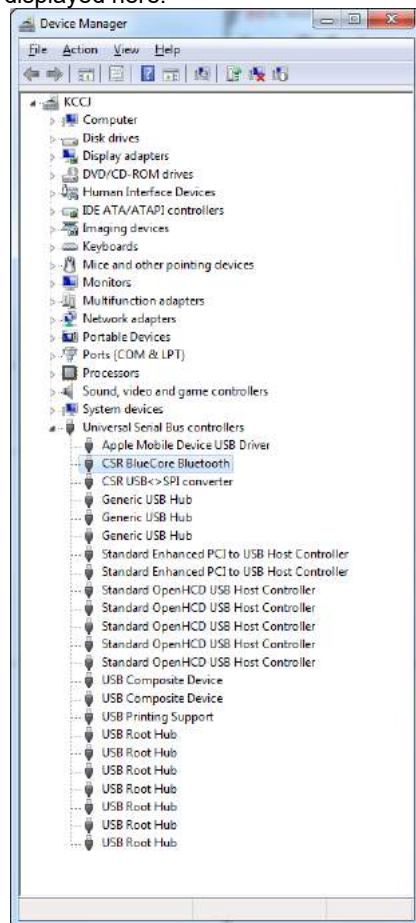 displayed here.
Device Manager
File Action View Help
KCCJ
Computer
Disk drives
Display adapters
DVD/CD-ROM drives
Human Interface Devices
IDE ATA/ATAPI controllers
Imaging devices
Keyboards
Mice and other pointing devices
Monitors
Multifunction adapters
Network adapters
Portable Devices
Ports (COM & LPT)
Processors
Sound, video and game controllers
System devices
Universal Serial Bus controllers
Apple Mobile Device USB Driver
CSR BlueCore Bluetooth
CSR USB<>SPI converter
Generic USB Hub
Generic USB Hub
Generic USB Hub
Standard Enhanced PCI to USB Host Controller
Standard Enhanced PCI to USB Host Controller
Standard OpenHCD USB Host Controller
Standard OpenHCD USB Host Controller
Standard OpenHCD USB Host Controller
Standard OpenHCD USB Host Controller
Standard OpenHCD USB Host Controller
USB Composite Device
USB Composite Device
USB Printing Support
USB Root Hub
USB Root Hub
USB Root Hub
USB Root Hub
USB Root Hub
USB Root Hub
USB Root Hub